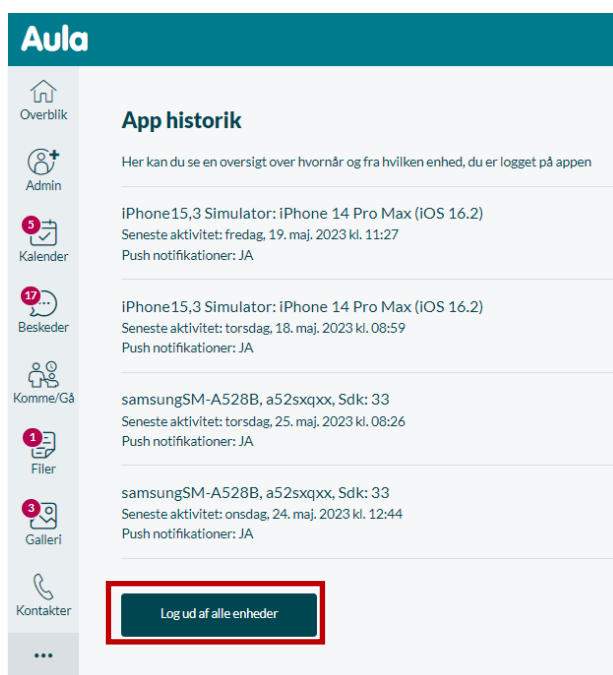 Aula
Overblik
Admin
5
Kalender
17
Beskeder
Komme/Gå
1
Filer
3
Galleri
Kontakter
App historik
Her kan du se en oversigt over hvornår og fra hvilken enhed, du er logget på appen
iPhone15,3 Simulator: iPhone 14 Pro Max (iOS 16.2)
Seneste aktivitet: fredag, 19. maj. 2023 kl. 11:27
Push notifikationer: JA
iPhone15,3 Simulator: iPhone 14 Pro Max (iOS 16.2)
Seneste aktivitet: torsdag, 18. maj. 2023 kl. 08:59
Push notifikationer: JA
samsungSM-A528B, a52sxqxx, Sdk: 33
Seneste aktivitet: torsdag, 25. maj. 2023 kl. 08:26
Push notifikationer: JA
samsungSM-A528B, a52sxqxx, Sdk: 33
Seneste aktivitet: onsdag, 24. maj. 2023 kl. 12:44
Push notifikationer: JA
Log ud af alle enheder